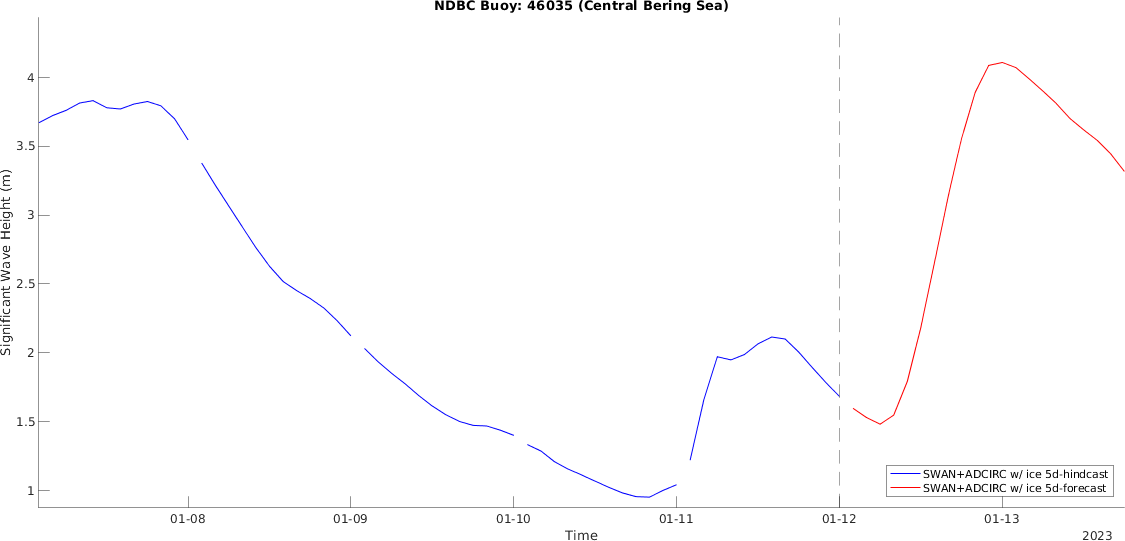 NDBC Buoy: 46035 (Central Bering Sea)
Significant Wave Height (m)
4
3.5
3
2.5
2
1.5
1
01-08
01-09
01-10
01-11
01-12
01-13
Time
2023
SWAN+ADCIRC w/ ice 5d-hindcast
SWAN+ADCIRC w/ ice 5d-forecast